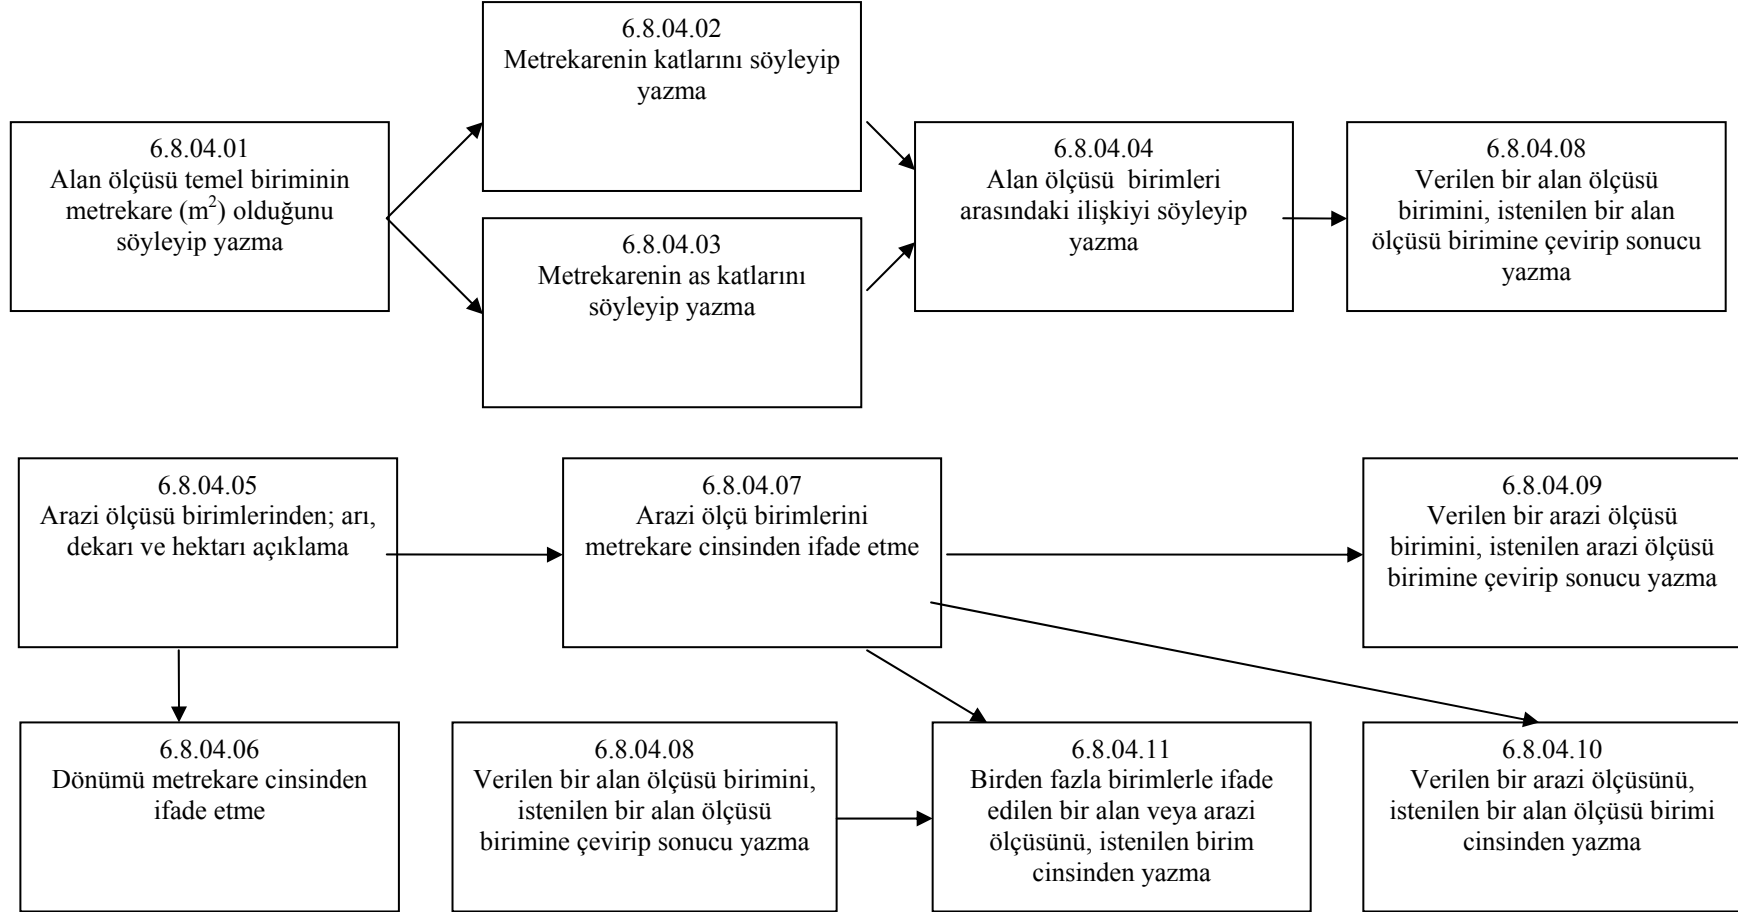 6.8.04.01
Alan ölçüsü temel biriminin
metrekare (m²) olduğunu
söyleyip yazma
6.8.04.02
Metrekarenin katlarını söyleyip
yazma
6.8.04.03
Metrekarenin as katlarını
söyleyip yazma
6.8.04.04
Alan ölçüsü birimleri
arasındaki ilişkiyi söyleyip
yazma
6.8.04.08
Verilen bir alan ölçüsü
birimini, istenilen bir alan
ölçüsü birimine çevirip sonucu
yazma
6.8.04.05
Arazi ölçüsü birimlerinden; arı,
dekarı ve hektarı açıklama
6.8.04.07
Arazi ölçü birimlerini
metrekare cinsinden ifade etme
6.8.04.09
Verilen bir arazi ölçüsü
birimini, istenilen arazi ölçüsü
birimine çevirip sonucu yazma
6.8.04.06
Dönümü metrekare cinsinden
ifade etme
6.8.04.08
Verilen bir alan ölçüsü birimini,
istenilen bir alan ölçüsü
birimine çevirip sonucu yazma
6.8.04.11
Birden fazla birimlerle ifade
edilen bir alan veya arazi
ölçüsünü, istenilen birim
cinsinden yazma
6.8.04.10
Verilen bir arazi ölçüsünü,
istenilen bir alan ölçüsü birimi
cinsinden yazma